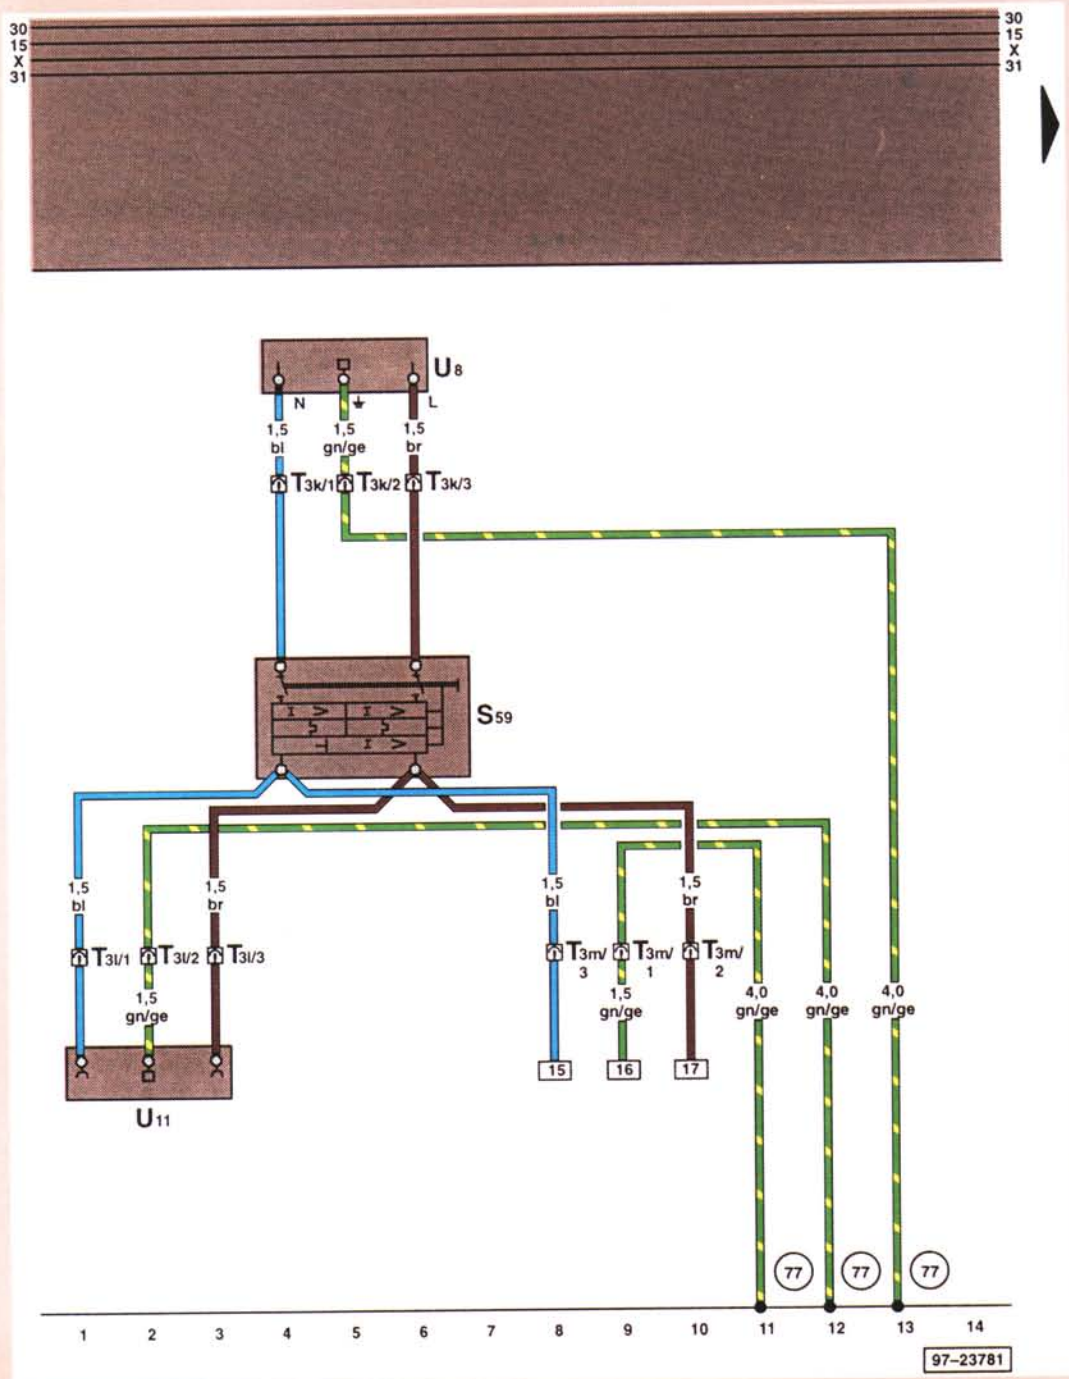 30 30
15 15
X X
31 31
U8
N L
1,5 1,5 1,5
bl gn/ge br
T3k/1 T3k/2 T3k/3
S59
1,5 1,5 1,5 1,5
bl br bl br
T3l/1 T3l/2 T3l/3 T3m/3 T3m/1 T3m/2
1,5 1,5 4,0 4,0 4,0
gn/ge gn/ge gn/ge gn/ge gn/ge
15 16 17
U11
77 77 77
1 2 3 4 5 6 7 8 9 10 11 12 13 14
97-23781